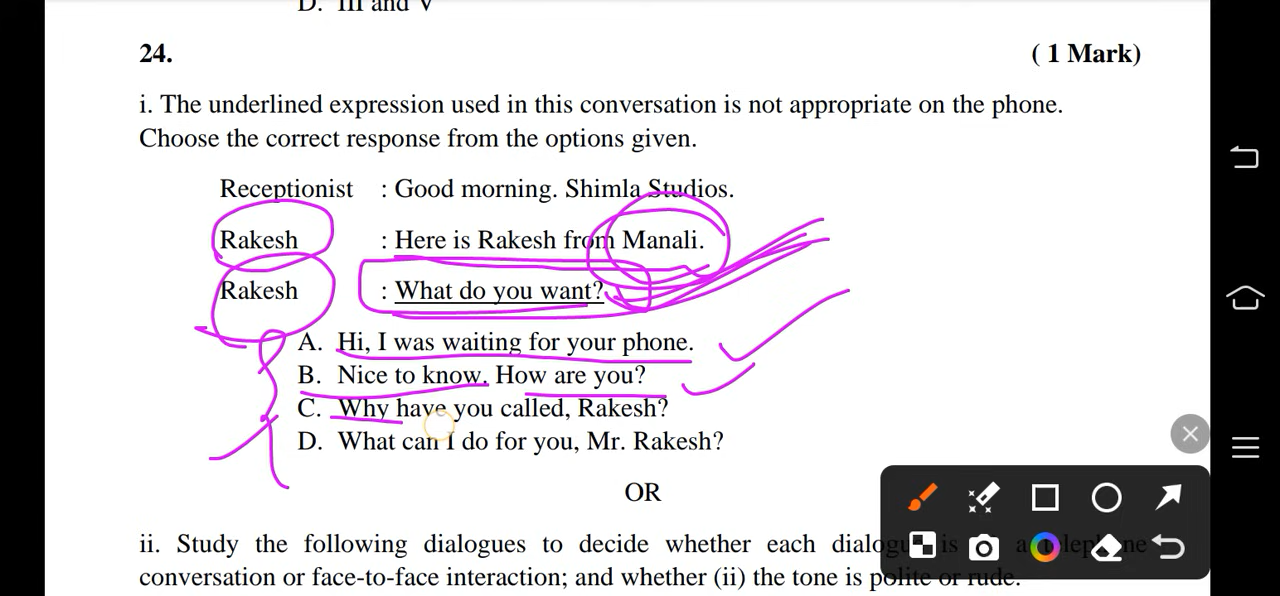 D. III and V
24. ( 1 Mark)
i. The underlined expression used in this conversation is not appropriate on the phone.
Choose the correct response from the options given.
Receptionist : Good morning. Shimla Studios.
Rakesh : Here is Rakesh from Manali.
Rakesh : What do you want?
A. Hi, I was waiting for your phone.
B. Nice to know. How are you?
C. Why have you called, Rakesh?
D. What can I do for you, Mr. Rakesh?
OR
ii. Study the following dialogues to decide whether each dialogue is a telephone
conversation or face-to-face interaction; and whether (ii) the tone is polite or rude.